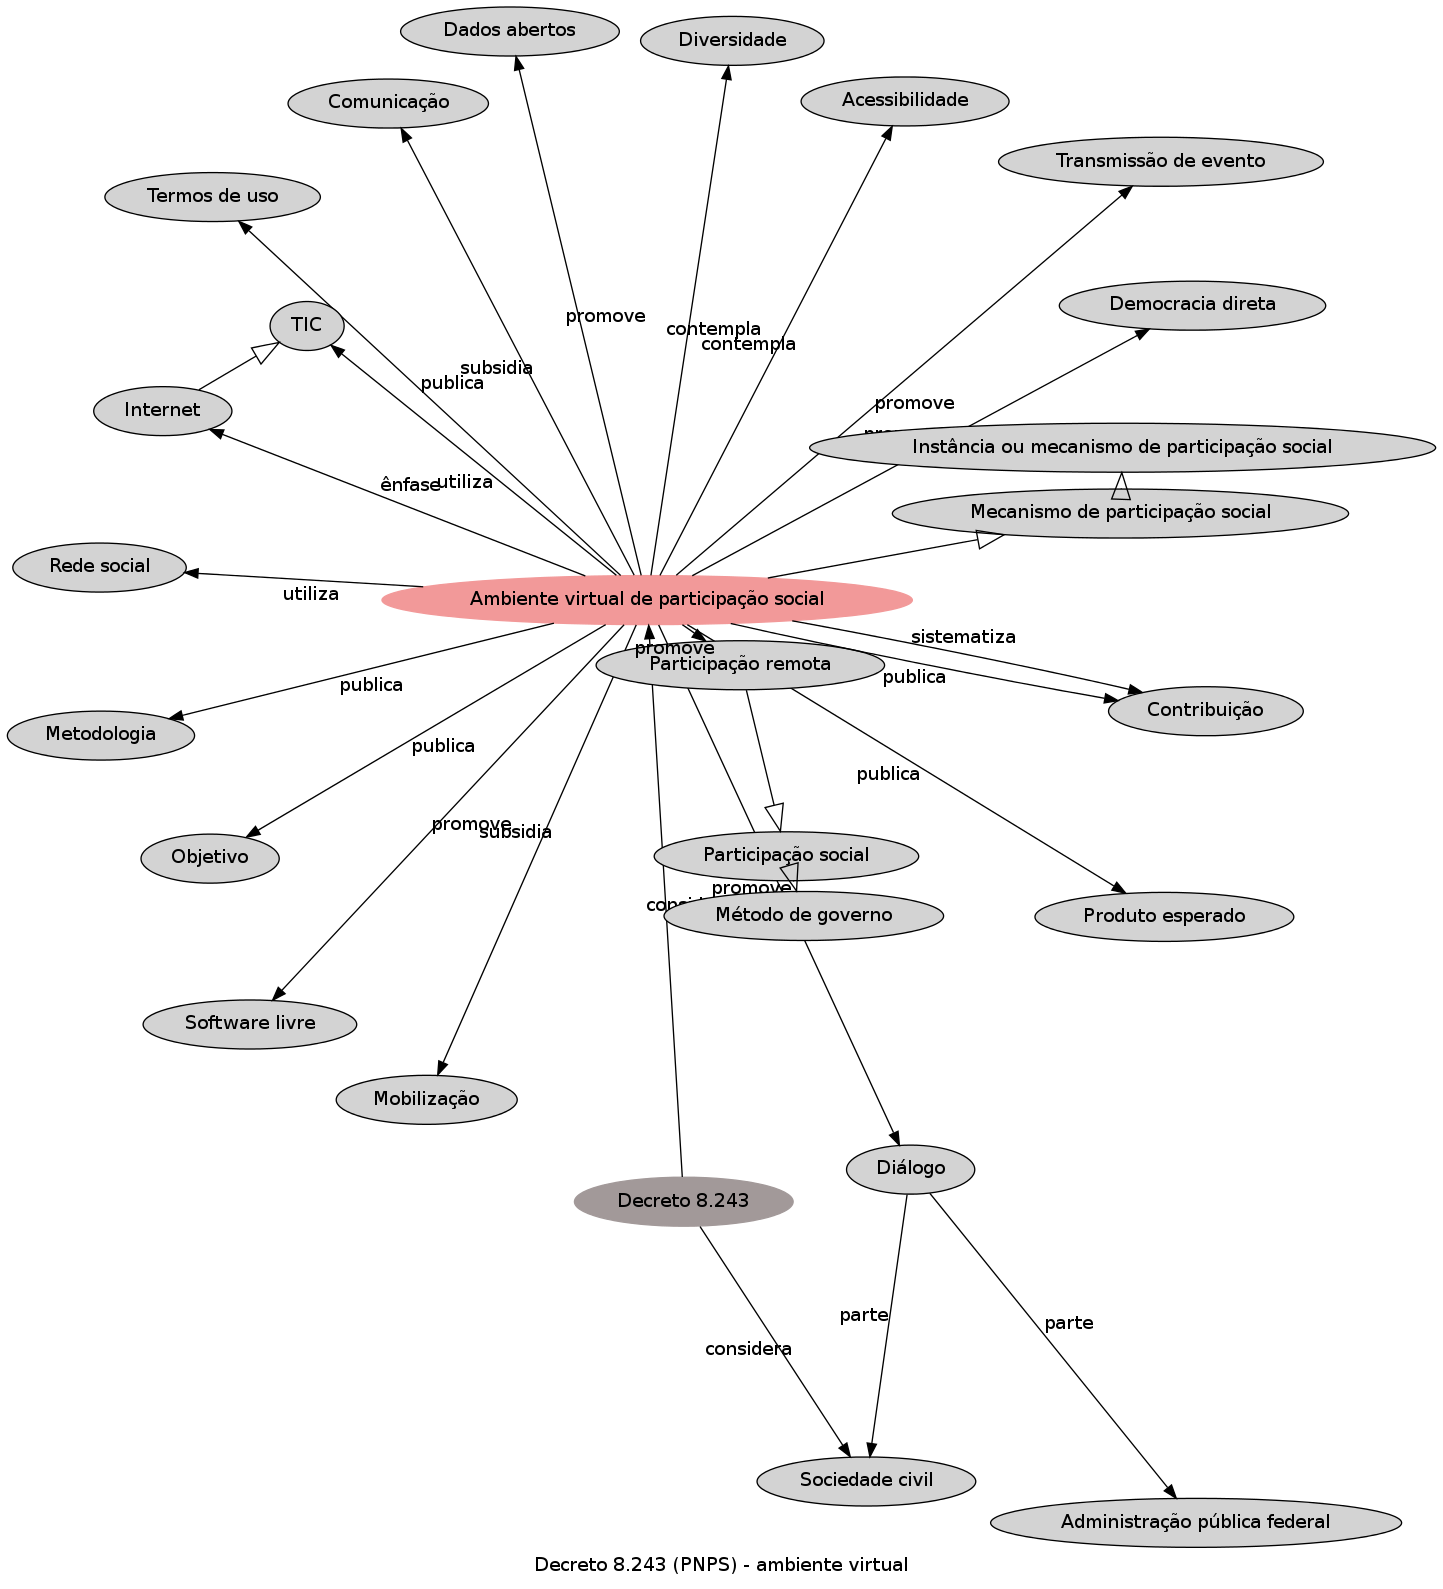 Dados abertos
Diversidade
Comunicação
Acessibilidade
Transmissão de evento
Termos de uso
Democracia direta
promove
TIC
contempla
contempla
subsidia
publica
Internet
promove
Instância ou mecanismo de participação social
ênfase
utiliza
Mecanismo de participação social
Rede social
utiliza
Ambiente virtual de participação social
sistematiza
promove
Participação remota
publica
publica
Contribuição
Metodologia
publica
publica
promove
subsidia
Objetivo
Participação social
promove
Método de governo
Produto esperado
Software livre
Mobilização
Diálogo
Decreto 8.243
parte
parte
considera
Sociedade civil
Administração pública federal
Decreto 8.243 (PNPS) - ambiente virtual